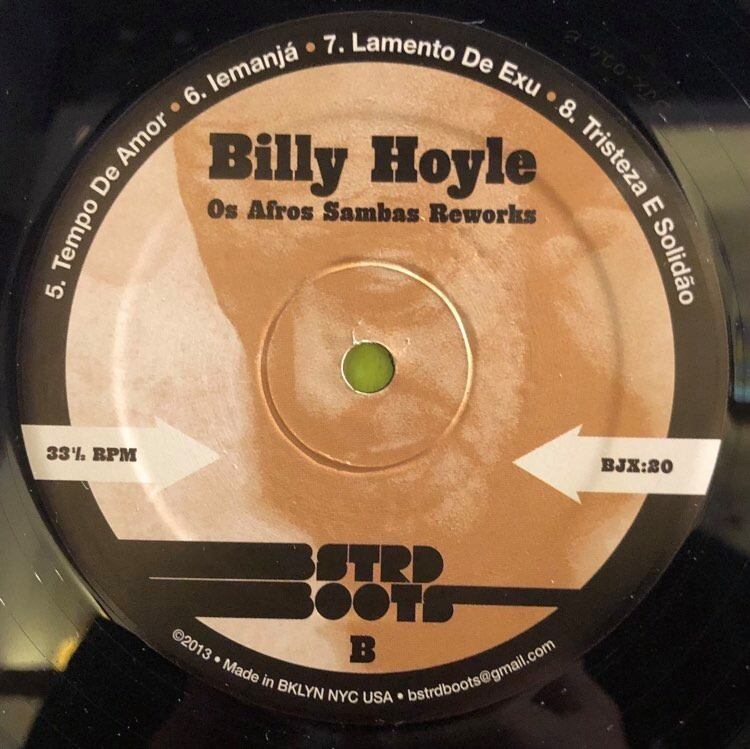 5. Tempo De Amor • 6. Iemanjá • 7. Lamento De Exu • 8. Tristeza E Solidão
Billy Hoyle
Os Afros Sambas Reworks
33⅓ RPM
BJX:20
BSTRD
BOOTS
B
©2013 • Made in BKLYN NYC USA • bstrdboots@gmail.com